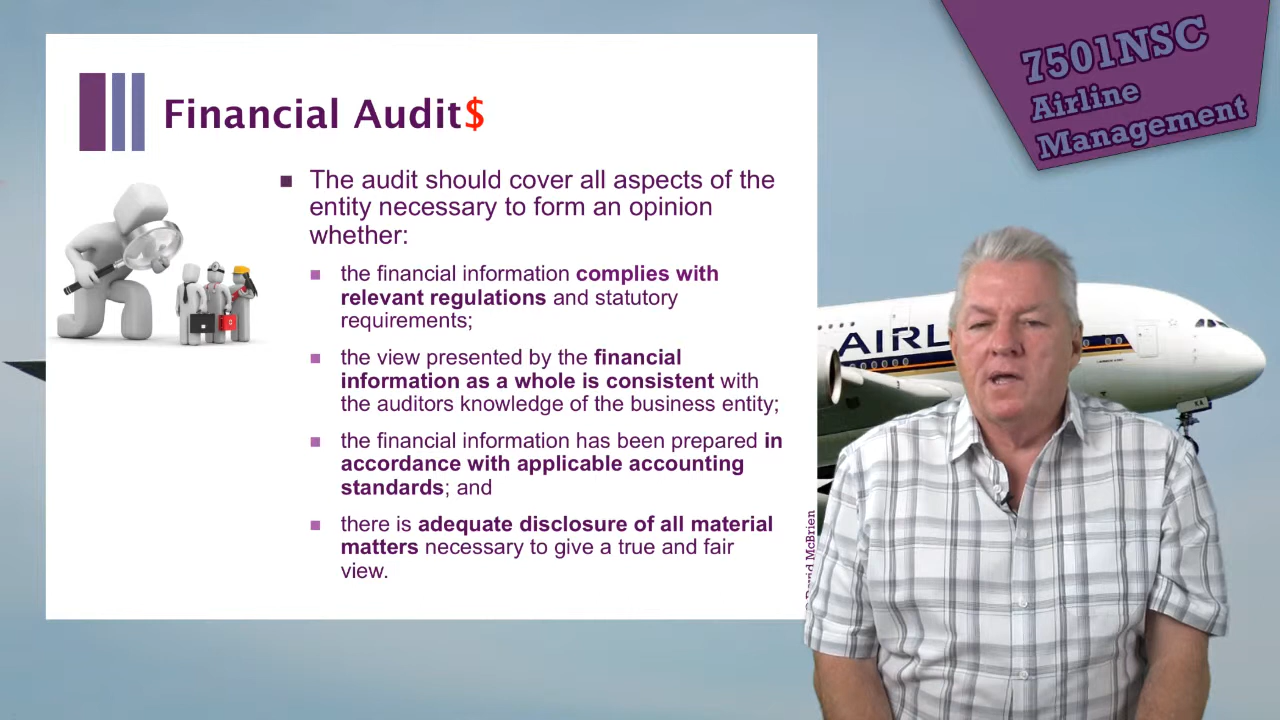 Financial Audit$
The audit should cover all aspects of the
entity necessary to form an opinion
whether:
the financial information complies with
relevant regulations and statutory
requirements;
the view presented by the financial
information as a whole is consistent with
the auditors knowledge of the business entity;
the financial information has been prepared in
accordance with applicable accounting
standards; and
there is adequate disclosure of all material
matters necessary to give a true and fair
view.
7501NSC
Airline
Management
AIRL
McBrien